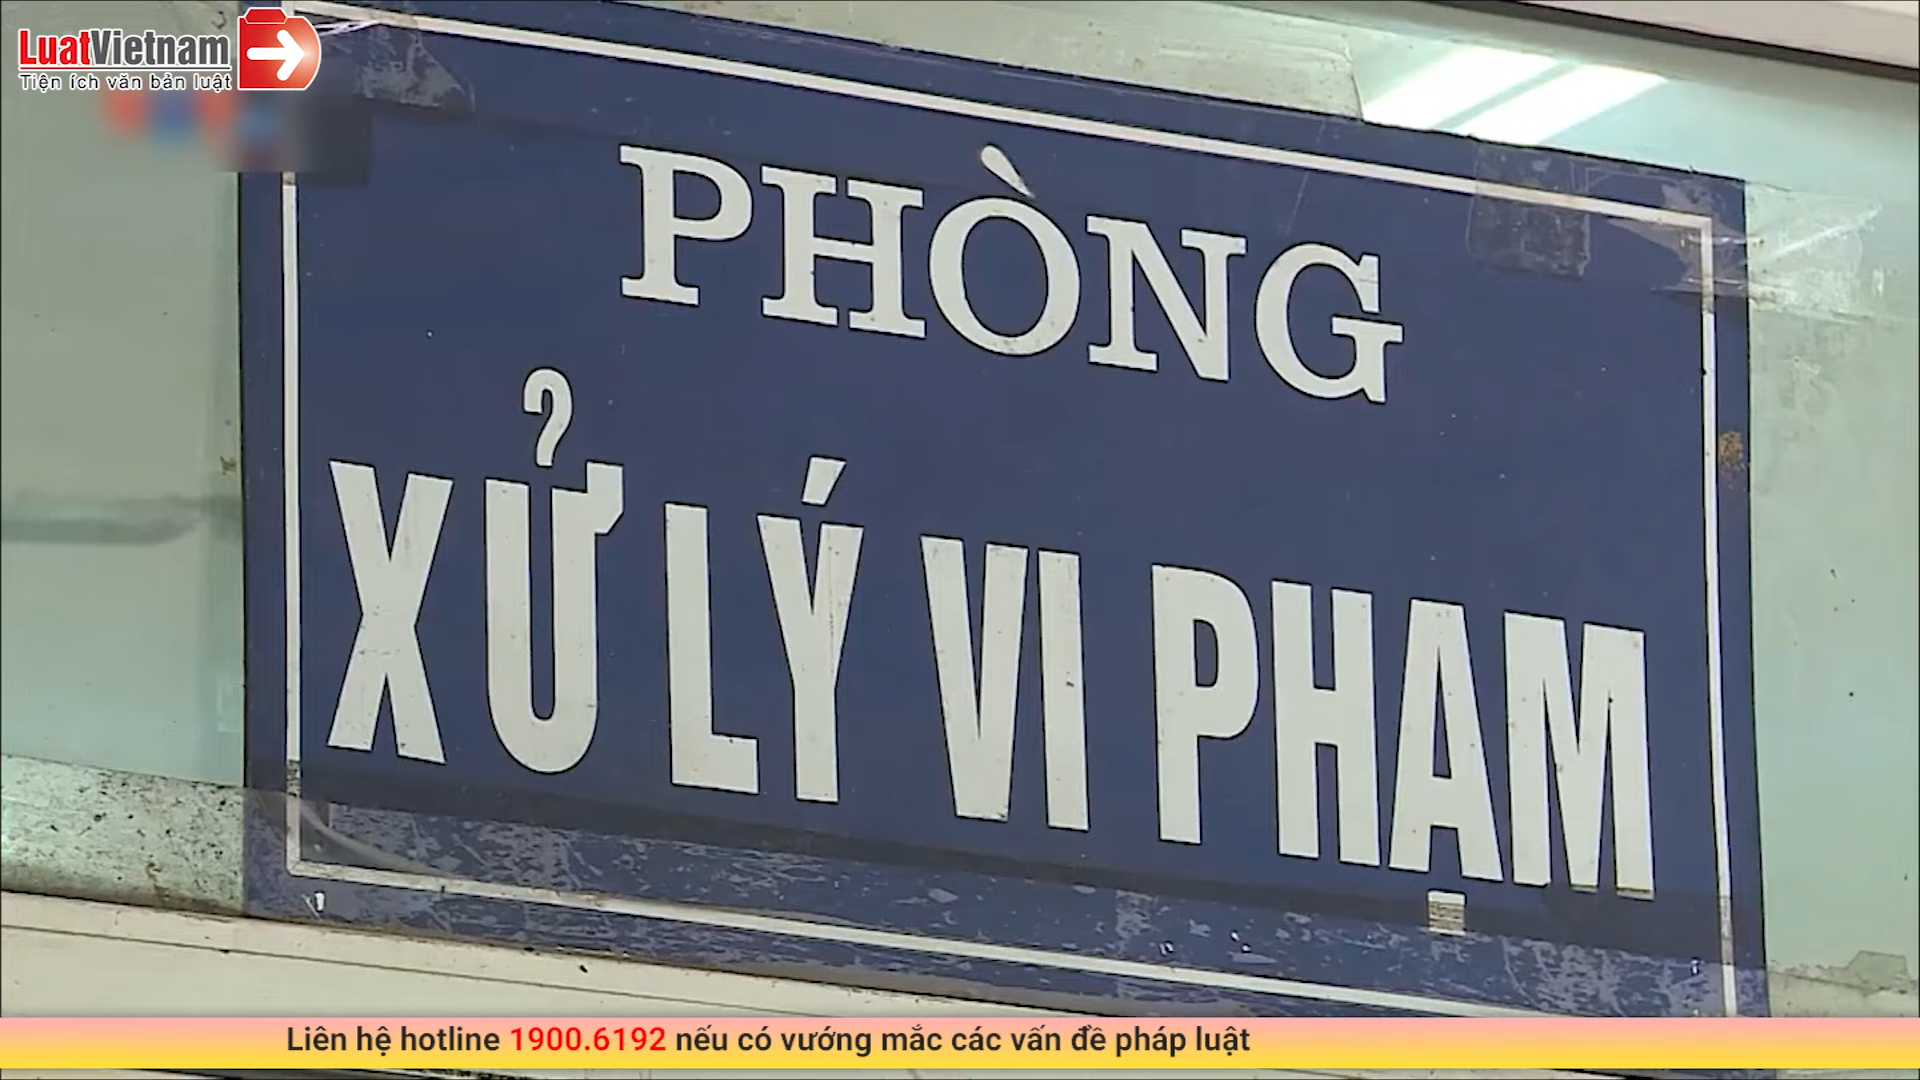 LuatVietnam
Tiện ích văn bản luật
PHÒNG
XỬ LÝ VI PHẠM
Liên hệ hotline 1900.6192 nếu có vướng mắc các vấn đề pháp luật